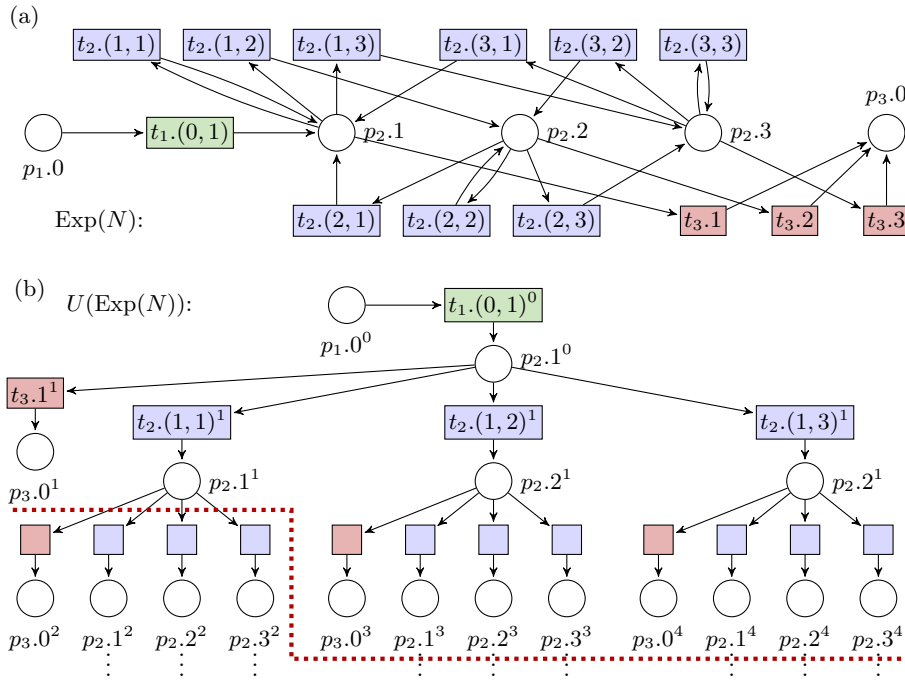 (a)
t₂.(1, 1) t₂.(1, 2) t₂.(1, 3) t₂.(3, 1) t₂.(3, 2) t₂.(3, 3)
p₃.0
t₁.(0, 1) p₂.1 p₂.2 p₂.3
p₁.0
Exp(N): t₂.(2, 1) t₂.(2, 2) t₂.(2, 3) t₃.1 t₃.2 t₃.3
(b)
U(Exp(N)): t₁.(0, 1)⁰
p₁.0⁰ p₂.1⁰
t₃.1¹
t₂.(1, 1)¹ t₂.(1, 2)¹ t₂.(1, 3)¹
p₃.0¹ p₂.1¹ p₂.2¹ p₂.2¹
p₃.0² p₂.1² p₂.2² p₂.3² p₃.0³ p₂.1³ p₂.2³ p₂.3³ p₃.0⁴ p₂.1⁴ p₂.2⁴ p₂.3⁴
⋮ ⋮ ⋮ ⋮ ⋮ ⋮ ⋮ ⋮ ⋮